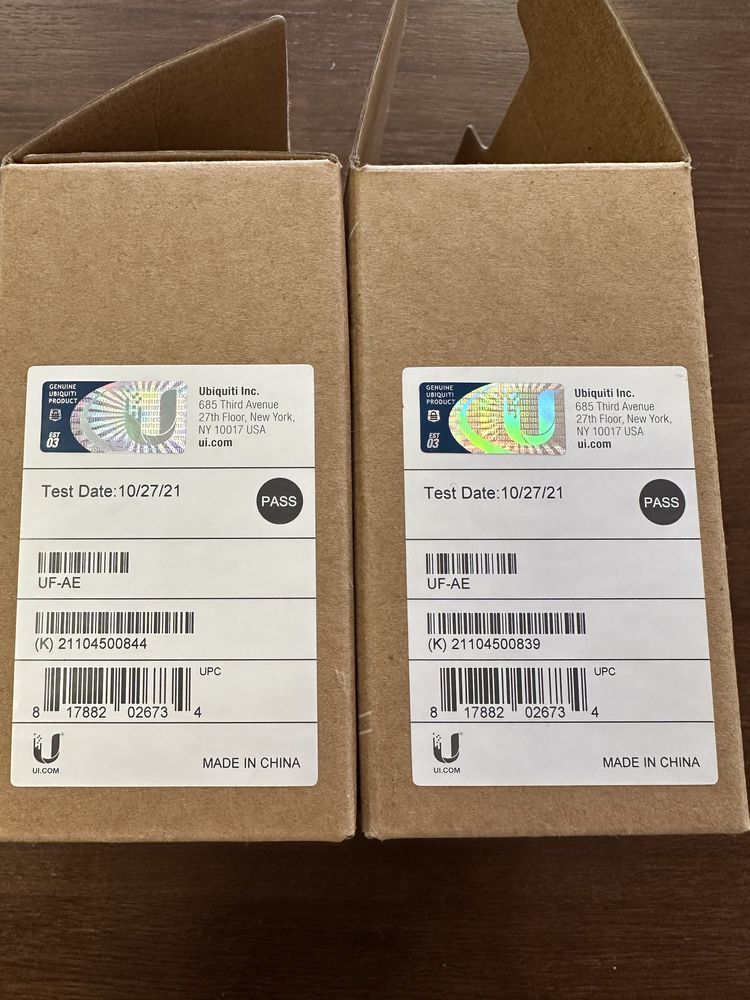 GENUINE
UBIQUITI
PRODUCT
EST
03
U
Ubiquiti Inc.
685 Third Avenue
27th Floor, New York,
NY 10017 USA
ui.com
Test Date:10/27/21
PASS
UF-AE
(K) 21104500844
UPC
8 17882 02673 4
UI.COM
MADE IN CHINA
GENUINE
UBIQUITI
PRODUCT
EST
03
U
Ubiquiti Inc.
685 Third Avenue
27th Floor, New York,
NY 10017 USA
ui.com
Test Date:10/27/21
PASS
UF-AE
(K) 21104500839
UPC
8 17882 02673 4
UI.COM
MADE IN CHINA